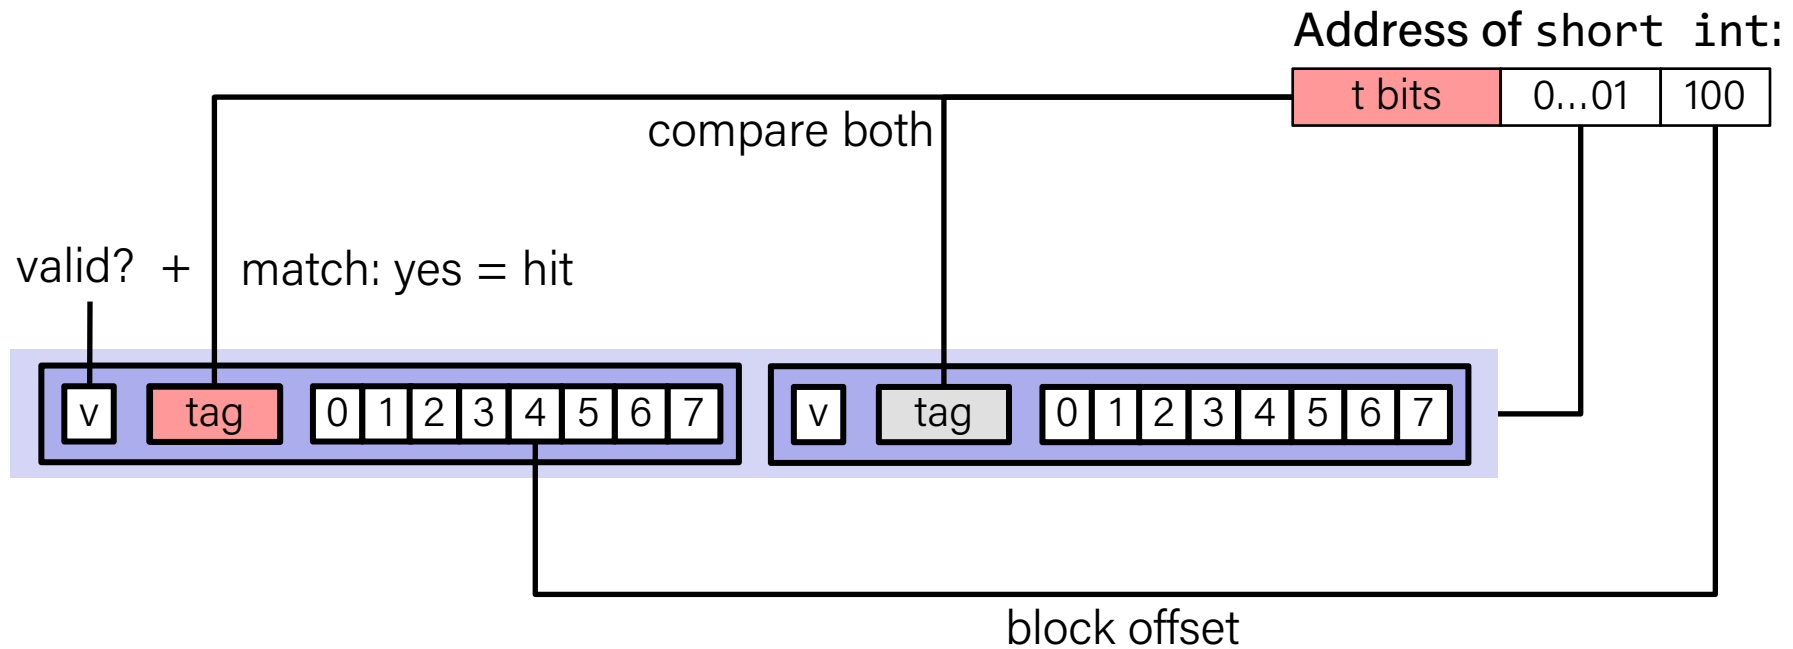 Address of short int:
t bits 0...01 100
compare both
valid? + match: yes = hit
v tag 0 1 2 3 4 5 6 7 v tag 0 1 2 3 4 5 6 7
block offset